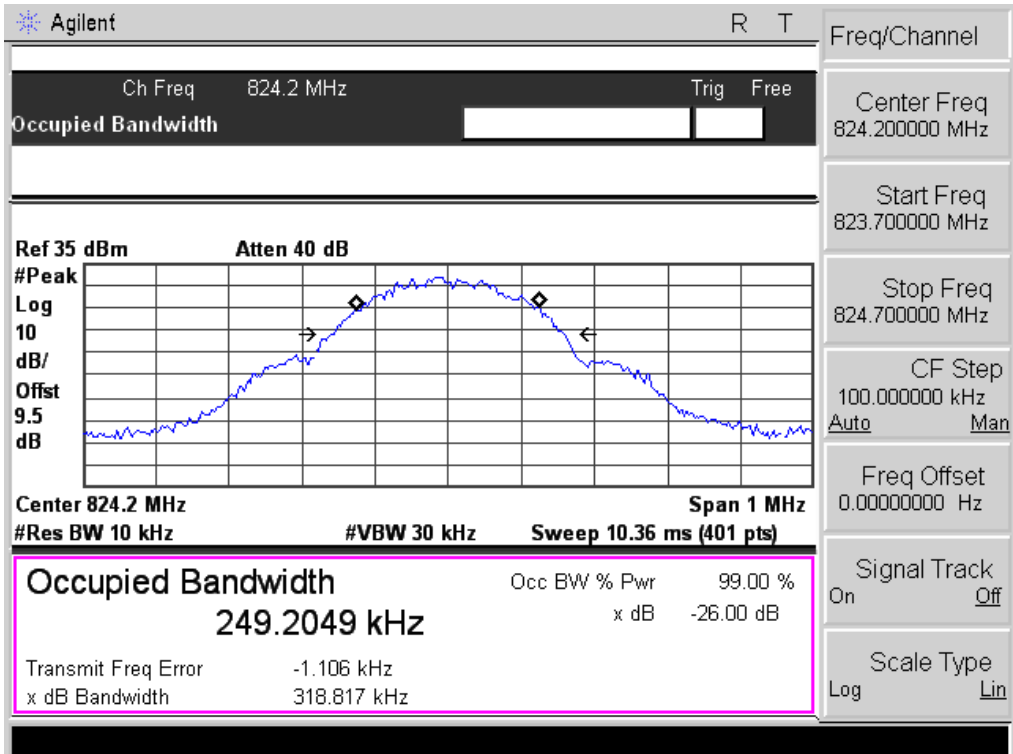 Agilent R T
Ch Freq 824.2 MHz Trig Free
Occupied Bandwidth
Ref 35 dBm Atten 40 dB
#Peak
Log
10
dB/
Offst
9.5
dB
Center 824.2 MHz Span 1 MHz
#Res BW 10 kHz #VBW 30 kHz Sweep 10.36 ms (401 pts)
Occupied Bandwidth Occ BW % Pwr 99.00 %
249.2049 kHz x dB -26.00 dB
Transmit Freq Error -1.106 kHz
x dB Bandwidth 318.817 kHz
Freq/Channel
Center Freq
824.200000 MHz
Start Freq
823.700000 MHz
Stop Freq
824.700000 MHz
CF Step
100.000000 kHz
Auto Man
Freq Offset
0.00000000 Hz
Signal Track
On Off
Scale Type
Log Lin